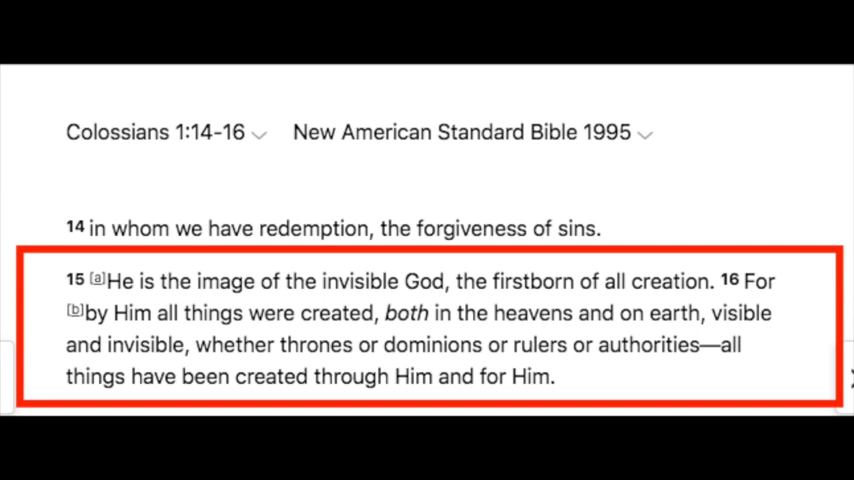 Colossians 1:14-16 New American Standard Bible 1995
14 in whom we have redemption, the forgiveness of sins.
15 [a]He is the image of the invisible God, the firstborn of all creation. 16 For
[b]by Him all things were created, both in the heavens and on earth, visible
and invisible, whether thrones or dominions or rulers or authorities—all
things have been created through Him and for Him.